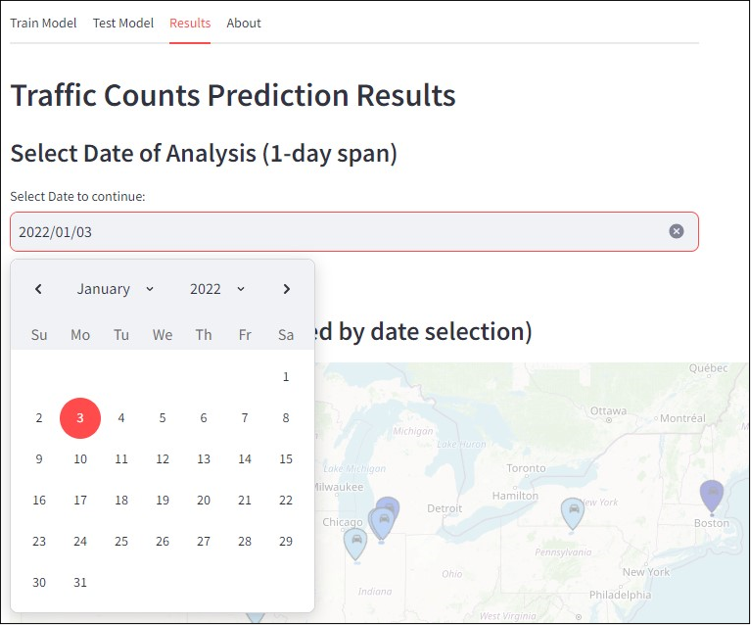 Train Model Test Model Results About
Traffic Counts Prediction Results
Select Date of Analysis (1-day span)
Select Date to continue:
2022/01/03
January 2022
Su Mo Tu We Th Fr Sa
1
2 3 4 5 6 7 8
9 10 11 12 13 14 15
16 17 18 19 20 21 22
23 24 25 26 27 28 29
30 31
ed by date selection)
Québec
Ottawa
Montréal
Michigan
Lake Huron
Toronto
Lake Michigan
Milwaukee
Hamilton
New York
Detroit
Chicago
Boston
Pennsylvania
Ohio
New York
Indiana
Philadelphia
West Virginia